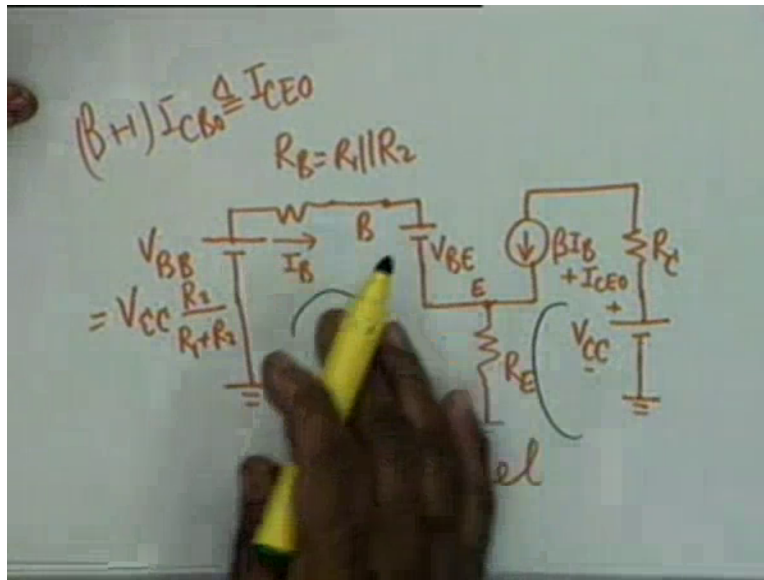 (β+1) I_CBO ≜ I_CEO
R_B = R_1 || R_2
V_BB
= V_CC R_2 / R_1+R_2
I_B
B
V_BE
E
R_E
βI_B
+ I_CEO
R_C
+
V_CC
el